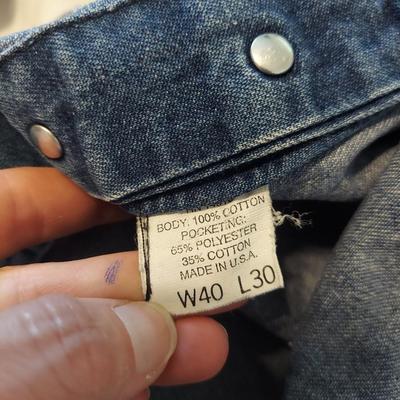 BODY: 100% COTTON
POCKETING:
65% POLYESTER
35% COTTON
MADE IN U.S.A.
W40 L30